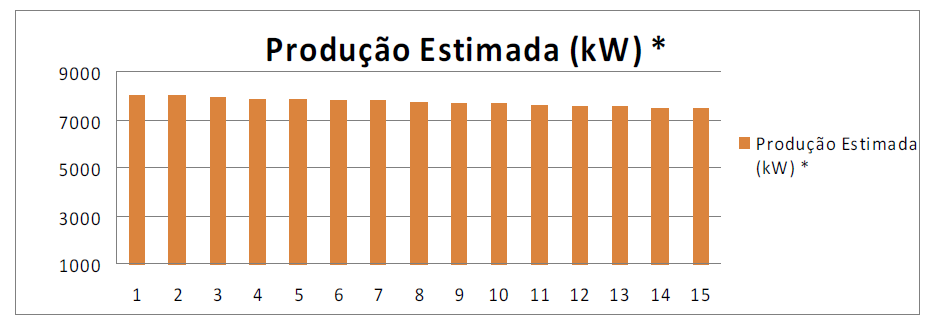 Produção Estimada (kW) *
9000
7000
5000
3000
1000
1 2 3 4 5 6 7 8 9 10 11 12 13 14 15
Produção Estimada
(kW) *